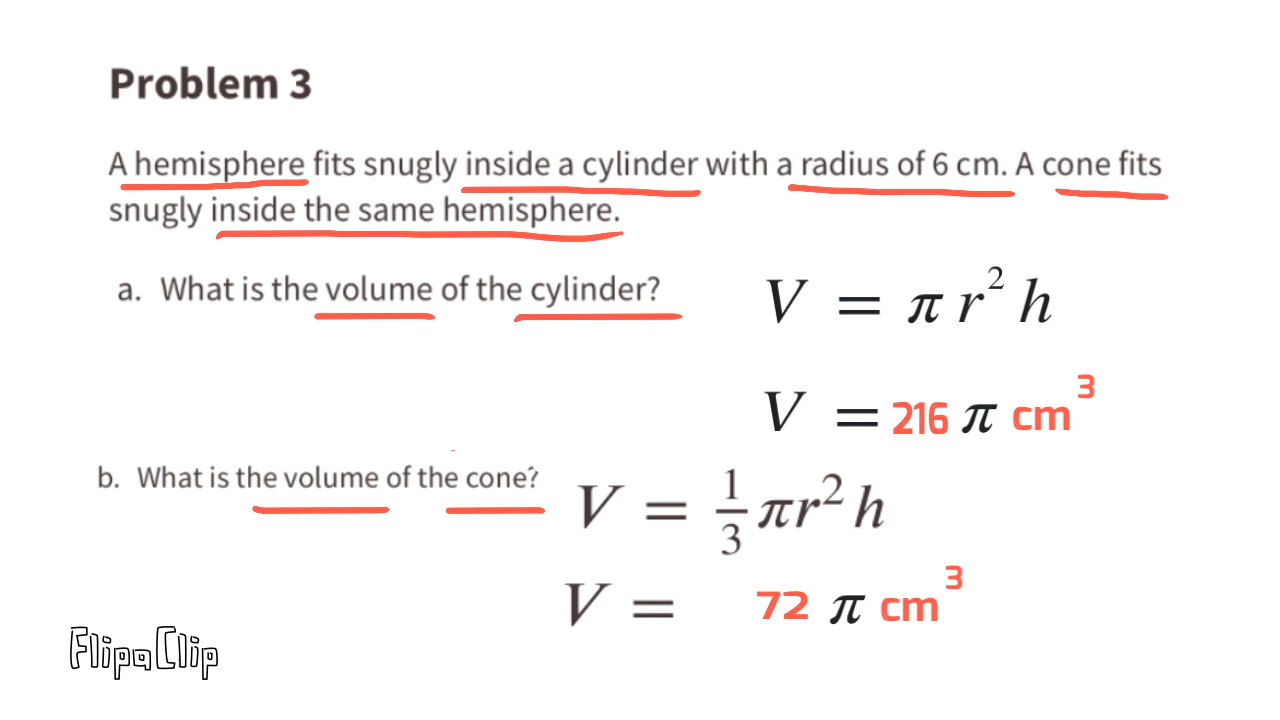 Problem 3
A hemisphere fits snugly inside a cylinder with a radius of 6 cm. A cone fits
snugly inside the same hemisphere.
a. What is the volume of the cylinder?
V = π r² h
V = 216 π cm³
b. What is the volume of the cone?
V = 1/3 πr² h
V = 72 π cm³
FlipaClip